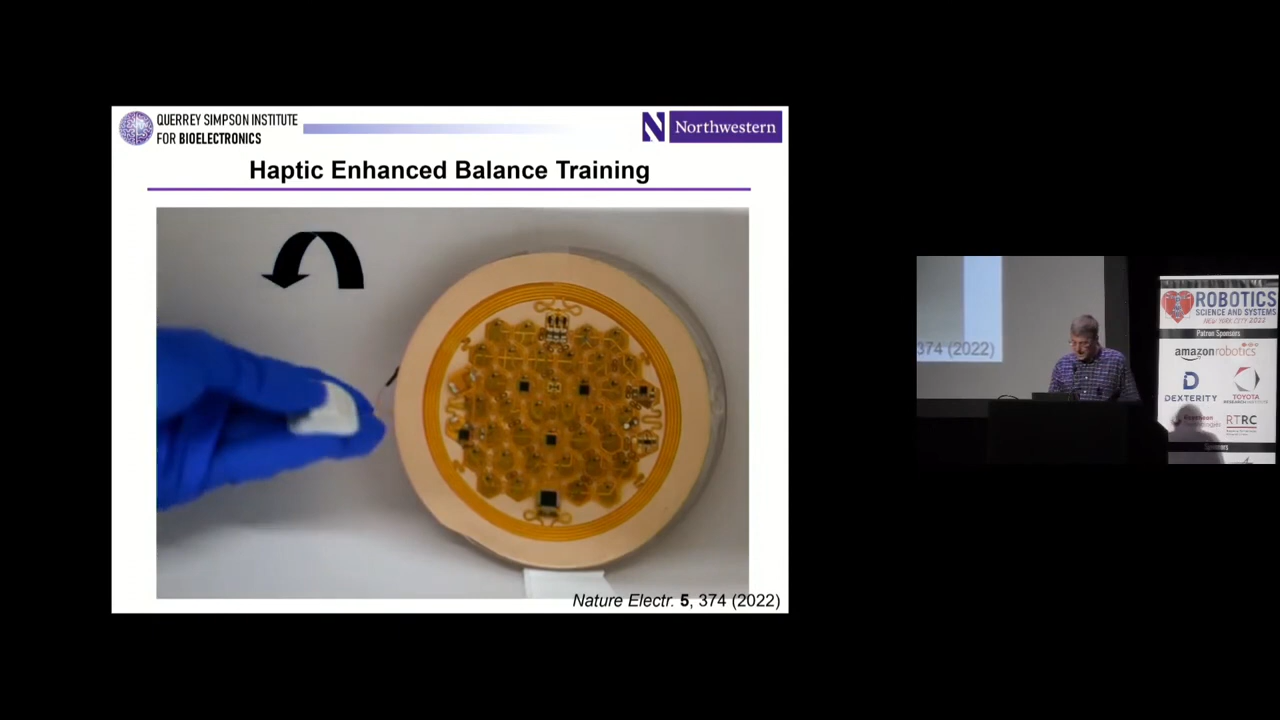 QUERREY SIMPSON INSTITUTE
FOR BIOELECTRONICS
N Northwestern
Haptic Enhanced Balance Training
Nature Electr. 5, 374 (2022)
374 (2022)
ROBOTICS
SCIENCE AND SYSTEMS
NEW YORK CITY 2022
Patron Sponsors
amazon robotics
D
DEXTERITY
TOYOTA
RESEARCH INSTITUTE
RTRC
Sponsors